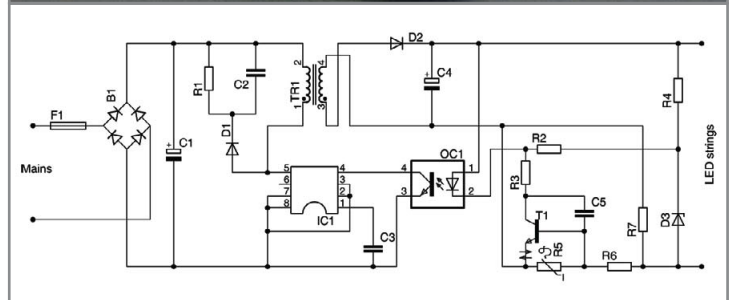 D2
2
4
C4
R1
C2
TR1
B1
F1
C1
1
3
R4
D1
OC1
R2
Mains
5
4
4
1
6
3
7
2
3
2
8
1
IC1
R3
C5
T1
R7
D3
LED strings
C3
R5
R6
I